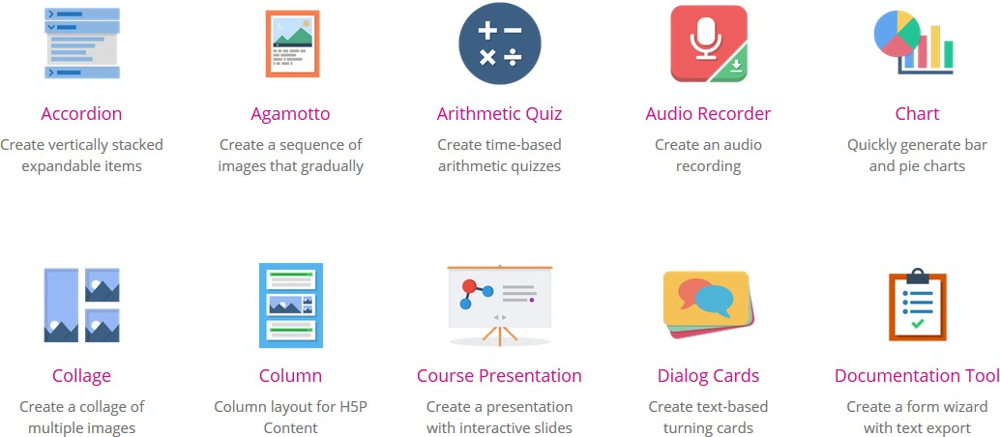 Accordion
Create vertically stacked
expandable items
Agamotto
Create a sequence of
images that gradually
Arithmetic Quiz
Create time-based
arithmetic quizzes
Audio Recorder
Create an audio
recording
Chart
Quickly generate bar
and pie charts
Collage
Create a collage of
multiple images
Column
Column layout for H5P
Content
Course Presentation
Create a presentation
with interactive slides
Dialog Cards
Create text-based
turning cards
Documentation Tool
Create a form wizard
with text export